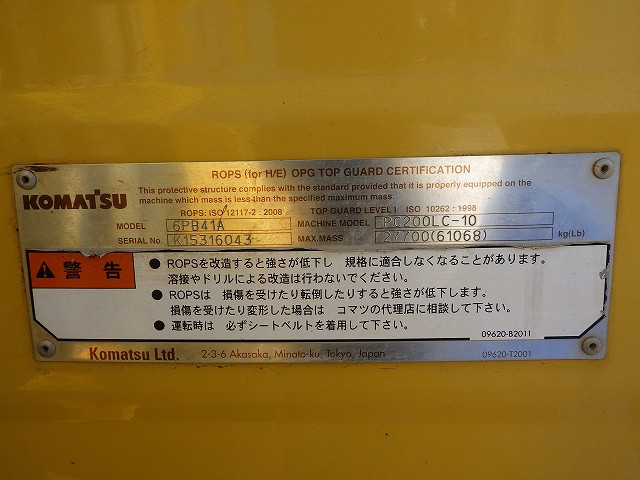 ROPS (for H/E) OPG TOP GUARD CERTIFICATION
KOMATSU
This protective structure complies with the standard provided that it is properly equipped on the
machine which mass is less than the specified maximum mass.
ROPS: ISO 12117-2 : 2008 TOP GUARD LEVEL I ISO 10262 : 1998
MODEL 6PB41A MACHINE MODEL PC200LC-10
SERIAL No. K15316043 MAX.MASS 27700(61068) kg(Lb)
警告
● ROPSを改造すると強さが低下し 規格に適合しなくなることがあります。
溶接やドリルによる改造は行わないでください。
● ROPSは 損傷を受けたり転倒したりすると強さが低下します。
損傷を受けたり変形した場合は コマツの代理店に相談して下さい。
● 運転時は 必ずシートベルトを着用して下さい。
09620-B2011
Komatsu Ltd. 2-3-6 Akasaka, Minato-ku, Tokyo, Japan 09620-T2001